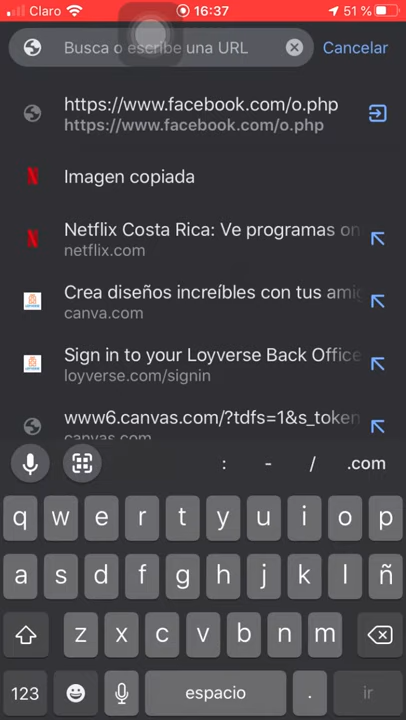 Claro 16:37 51 %
Busca o escribe una URL Cancelar
https://www.facebook.com/o.php
https://www.facebook.com/o.php
Imagen copiada
Netflix Costa Rica: Ve programas on
netflix.com
Crea diseños increíbles con tus amig
canva.com
Sign in to your Loyverse Back Office
loyverse.com/signin
www6.canvas.com/?tdfs=1&s_token
canvas.com
: - / .com
q w e r t y u i o p
a s d f g h j k l ñ
z x c v b n m
123 espacio . ir